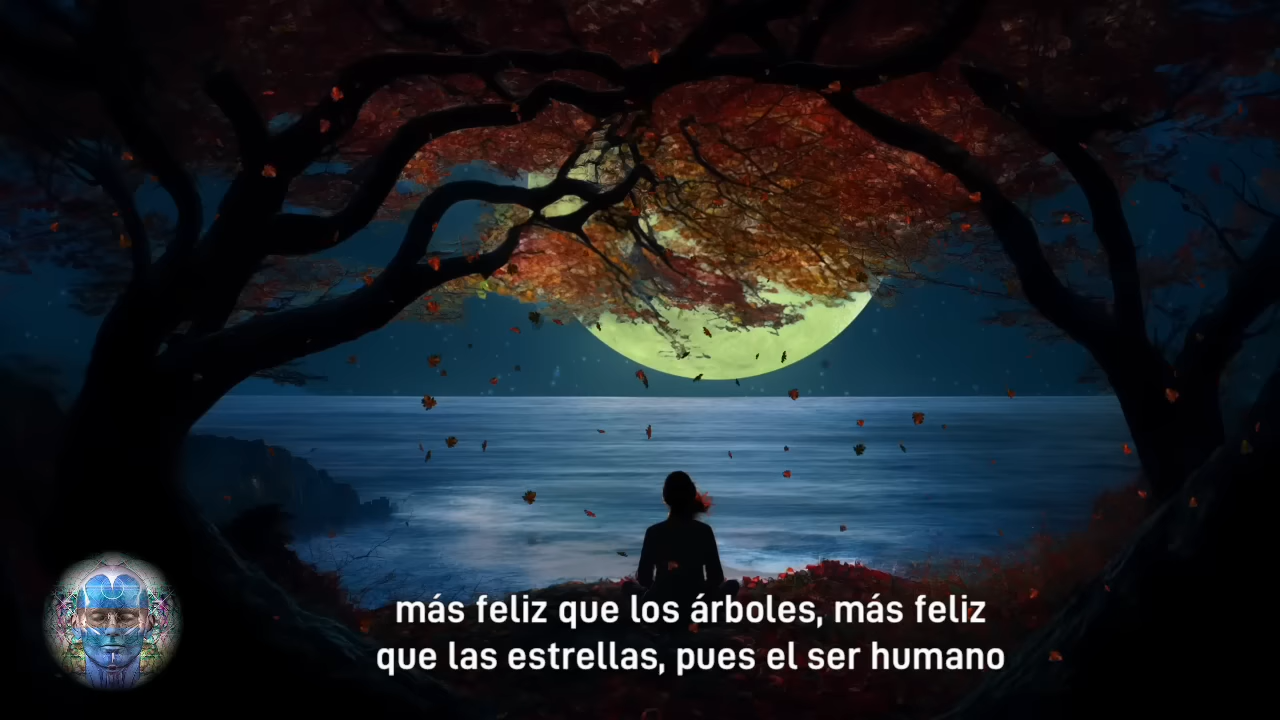 más feliz que los árboles, más feliz
que las estrellas, pues el ser humano